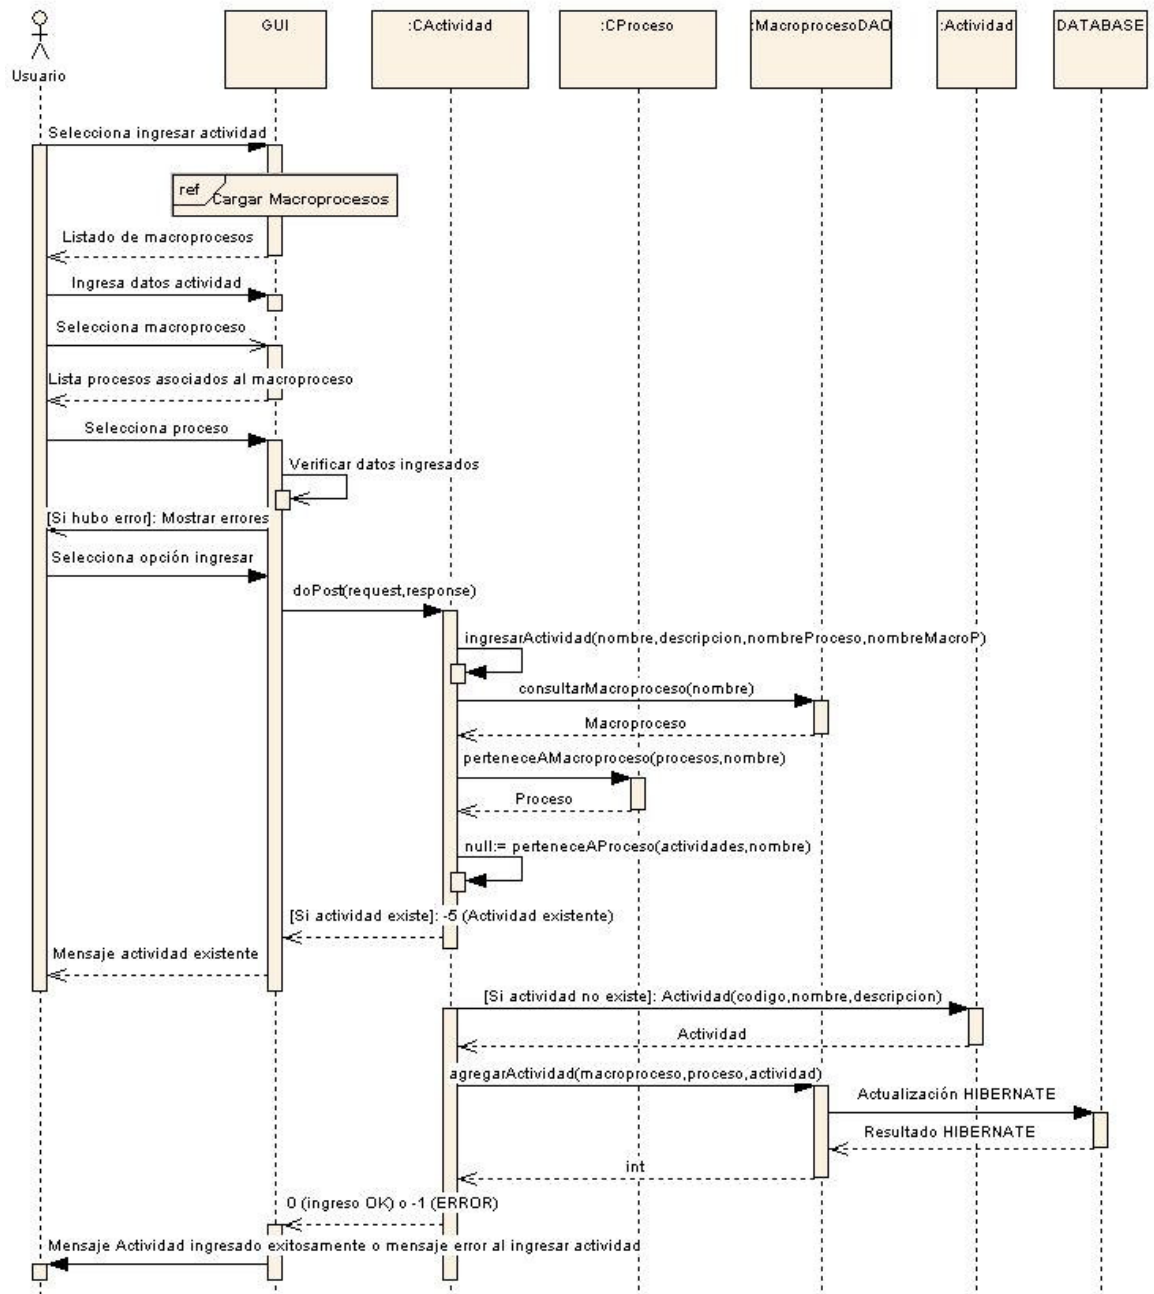 GUI
:CActividad
:CProceso
:MacroprocesoDAO
:Actividad
DATABASE
Usuario
Selecciona ingresar actividad
ref
Cargar Macroprocesos
Listado de macroprocesos
Ingresa datos actividad
Selecciona macroproceso
Lista procesos asociados al macroproceso
Selecciona proceso
Verificar datos ingresados
[Si hubo error]: Mostrar errores
Selecciona opción ingresar
doPost(request,response)
ingresarActividad(nombre,descripcion,nombreProceso,nombreMacroP)
consultarMacroproceso(nombre)
Macroproceso
perteneceAMacroproceso(procesos,nombre)
Proceso
null:= perteneceAProceso(actividades,nombre)
[Si actividad existe]: -5 (Actividad existente)
Mensaje actividad existente
[Si actividad no existe]: Actividad(codigo,nombre,descripcion)
Actividad
agregarActividad(macroproceso,proceso,actividad)
Actualización HIBERNATE
Resultado HIBERNATE
int
0 (ingreso OK) o -1 (ERROR)
Mensaje Actividad ingresado exitosamente o mensaje error al ingresar actividad